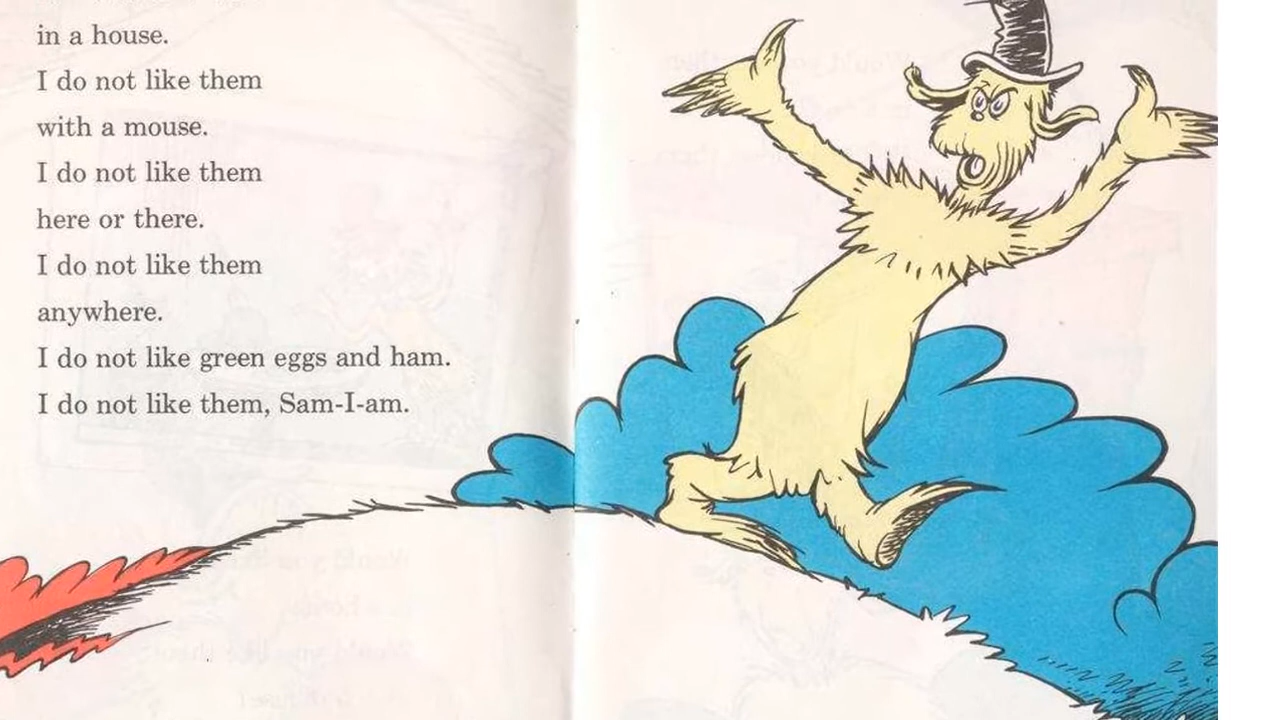 in a house.
I do not like them
with a mouse.
I do not like them
here or there.
I do not like them
anywhere.
I do not like green eggs and ham.
I do not like them, Sam-I-am.